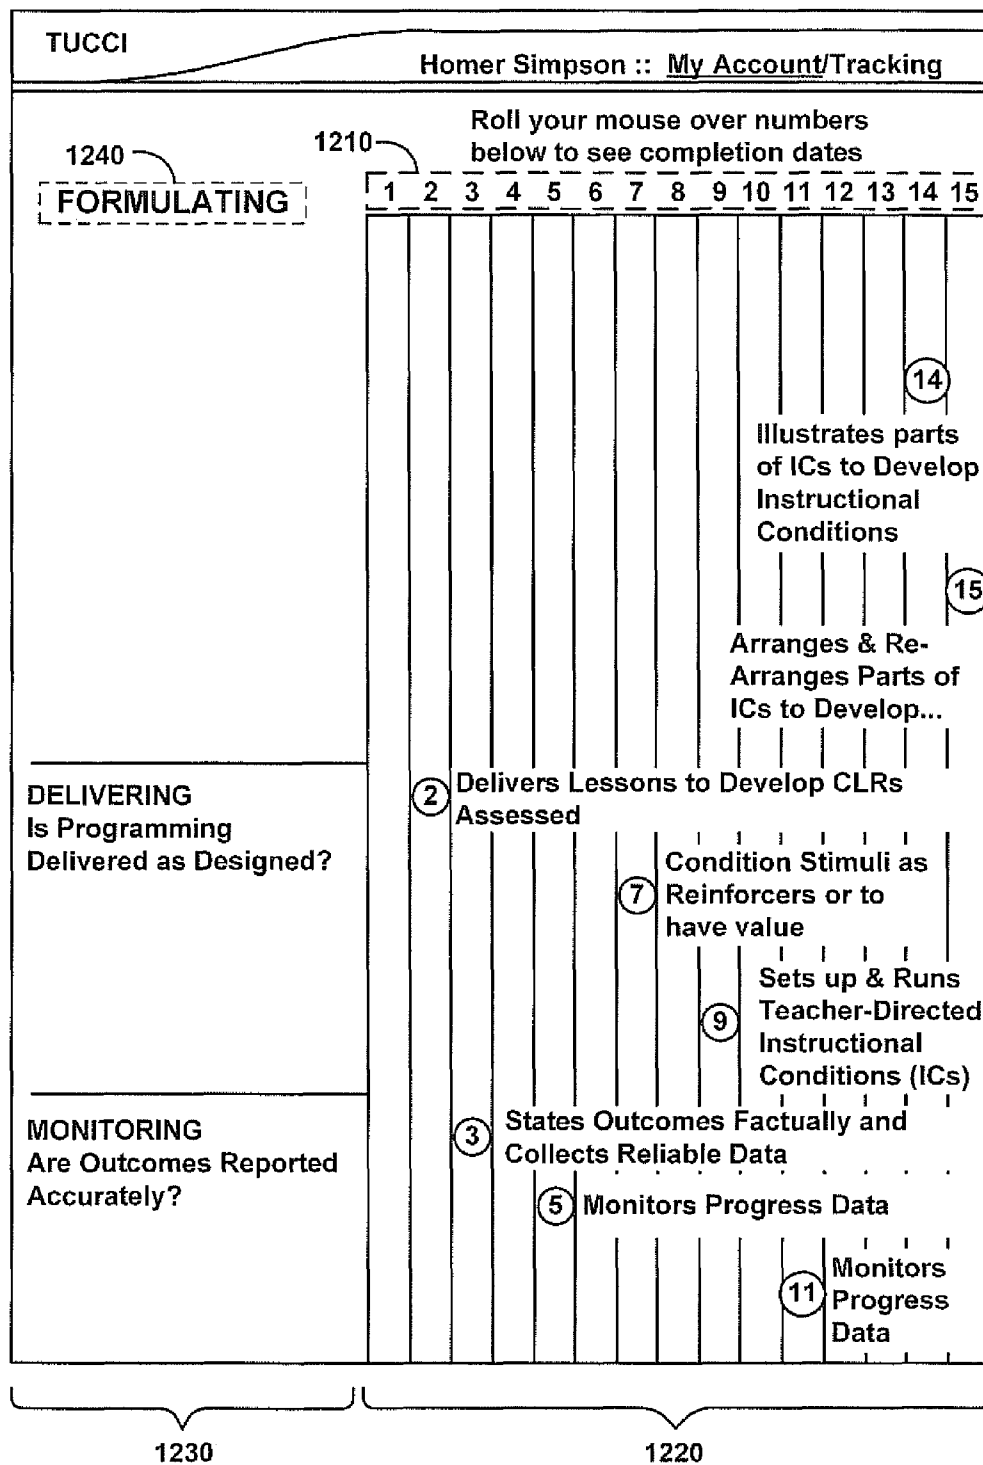 TUCCI
Homer Simpson :: My Account/Tracking
Roll your mouse over numbers
below to see completion dates
1240
1210
FORMULATING
1 2 3 4 5 6 7 8 9 10 11 12 13 14 15
14
Illustrates parts
of ICs to Develop
Instructional
Conditions
15
Arranges & Re-
Arranges Parts of
ICs to Develop...
DELIVERING
Is Programming
Delivered as Designed?
2
Delivers Lessons to Develop CLRs
Assessed
7
Condition Stimuli as
Reinforcers or to
have value
9
Sets up & Runs
Teacher-Directed
Instructional
Conditions (ICs)
MONITORING
Are Outcomes Reported
Accurately?
3
States Outcomes Factually and
Collects Reliable Data
5
Monitors Progress Data
11
Monitors
Progress
Data
1230
1220